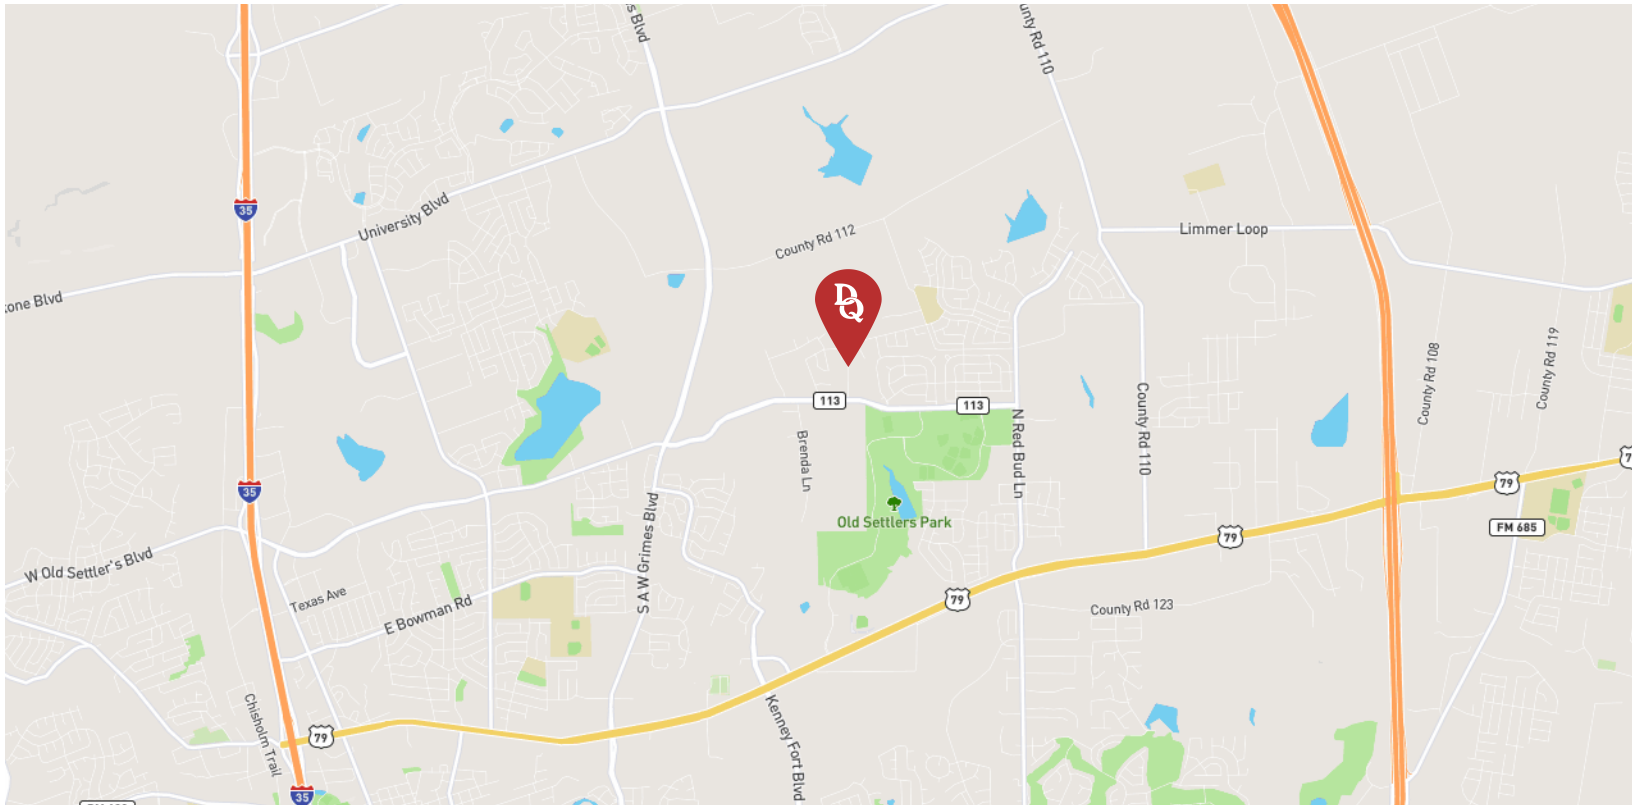 s Blvd
unty Rd 110
35
University Blvd
County Rd 112
Limmer Loop
tone Blvd
DQ
County Rd 108
County Rd 119
113
113
N Red Bud Ln
County Rd 110
Brenda Ln
79
79
35
S A W Grimes Blvd
Old Settlers Park
FM 685
79
W Old Settler's Blvd
Texas Ave
E Bowman Rd
79
County Rd 123
Chisholm Trail
Kenney Fort Blvd
79
35